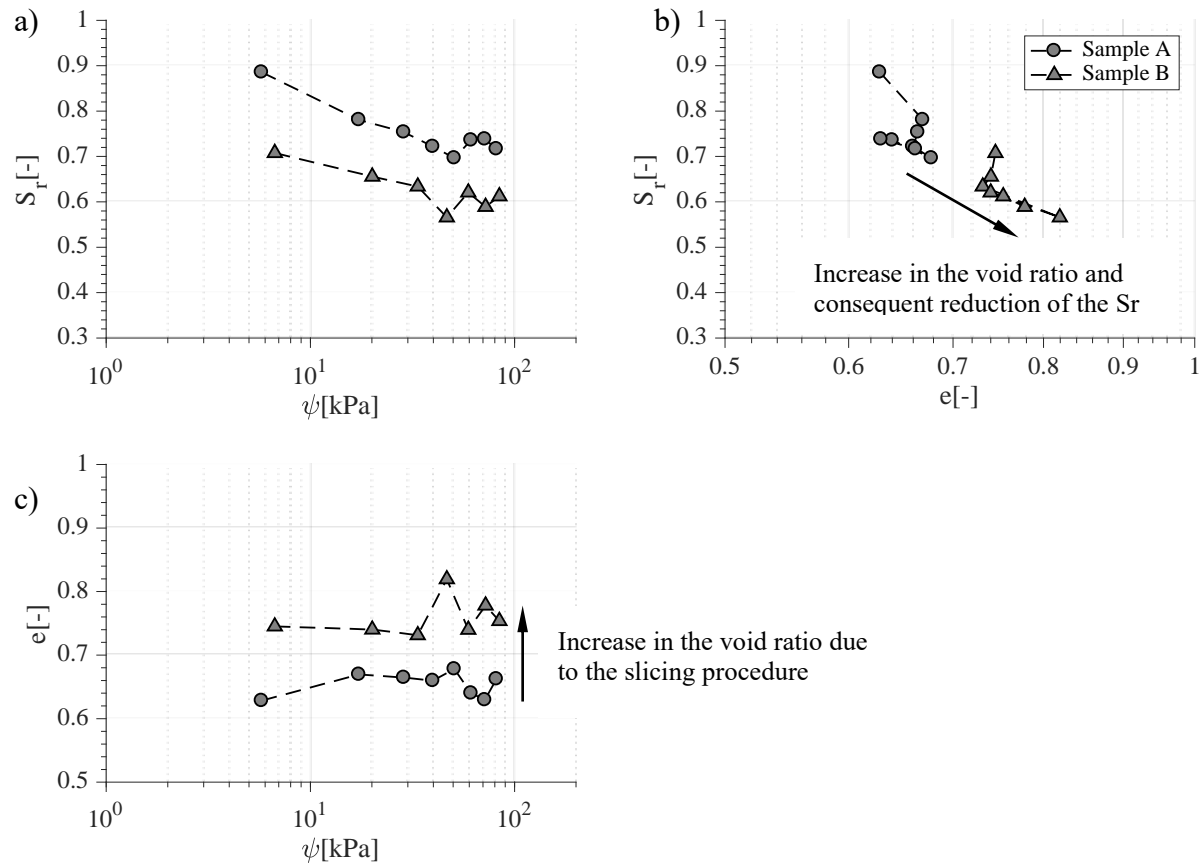 a)
1
0.9
0.8
0.7
0.6
0.5
0.4
0.3
S_r[-]
10^0
10^1
10^2
ψ[kPa]
b)
1
0.9
0.8
0.7
0.6
0.5
0.4
0.3
S_r[-]
Sample A
Sample B
Increase in the void ratio and
consequent reduction of the Sr
0.5
0.6
0.7
0.8
0.9
1
e[-]
c)
1
0.9
0.8
0.7
0.6
0.5
e[-]
10^0
10^1
10^2
ψ[kPa]
Increase in the void ratio due
to the slicing procedure